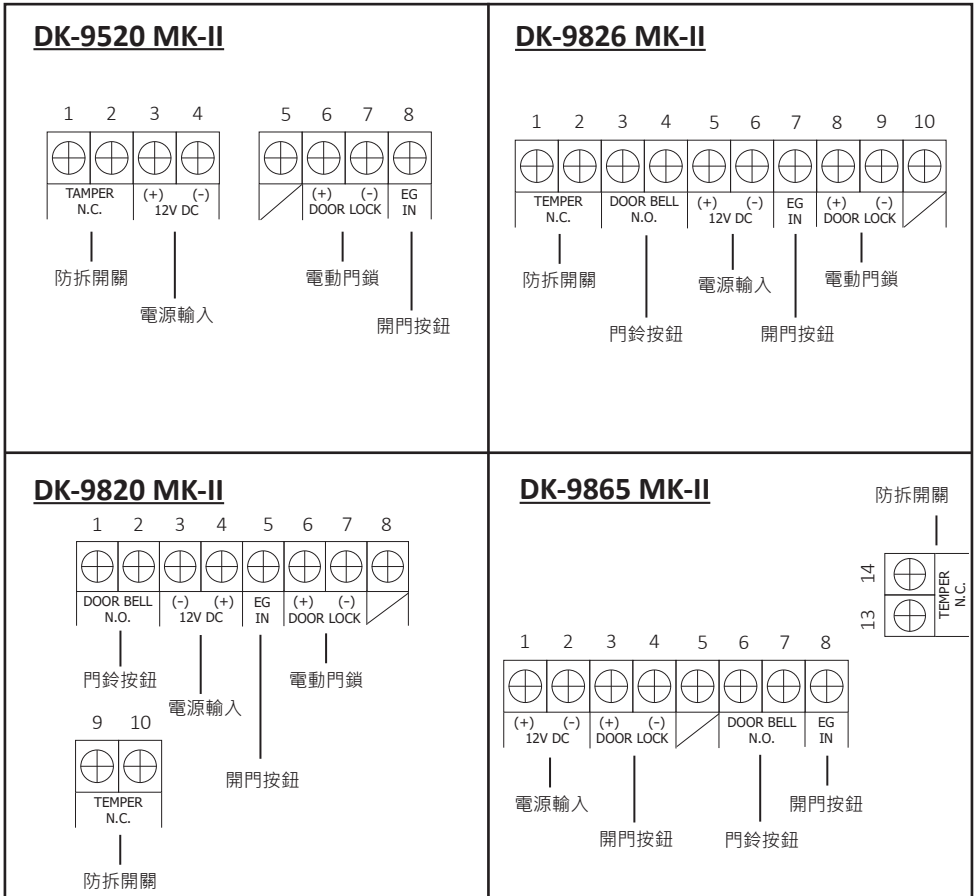 DK-9520 MK-II
1 2 3 4 5 6 7 8
TAMPER N.C.
(+) (-) 12V DC
(+) (-) DOOR LOCK
EG IN
防拆開關
電源輸入
電動門鎖
開門按鈕
DK-9826 MK-II
1 2 3 4 5 6 7 8 9 10
TEMPER N.C.
DOOR BELL N.O.
(+) (-) 12V DC
EG IN
(+) (-) DOOR LOCK
防拆開關
門鈴按鈕
電源輸入
開門按鈕
電動門鎖
DK-9820 MK-II
1 2 3 4 5 6 7 8
DOOR BELL N.O.
(-) (+) 12V DC
EG IN
(+) (-) DOOR LOCK
門鈴按鈕
電源輸入
開門按鈕
電動門鎖
9 10
TEMPER N.C.
防拆開關
DK-9865 MK-II
防拆開關
14
13
TEMPER N.C.
1 2 3 4 5 6 7 8
(+) (-) 12V DC
(+) (-) DOOR LOCK
DOOR BELL N.O.
EG IN
電源輸入
開門按鈕
門鈴按鈕
開門按鈕